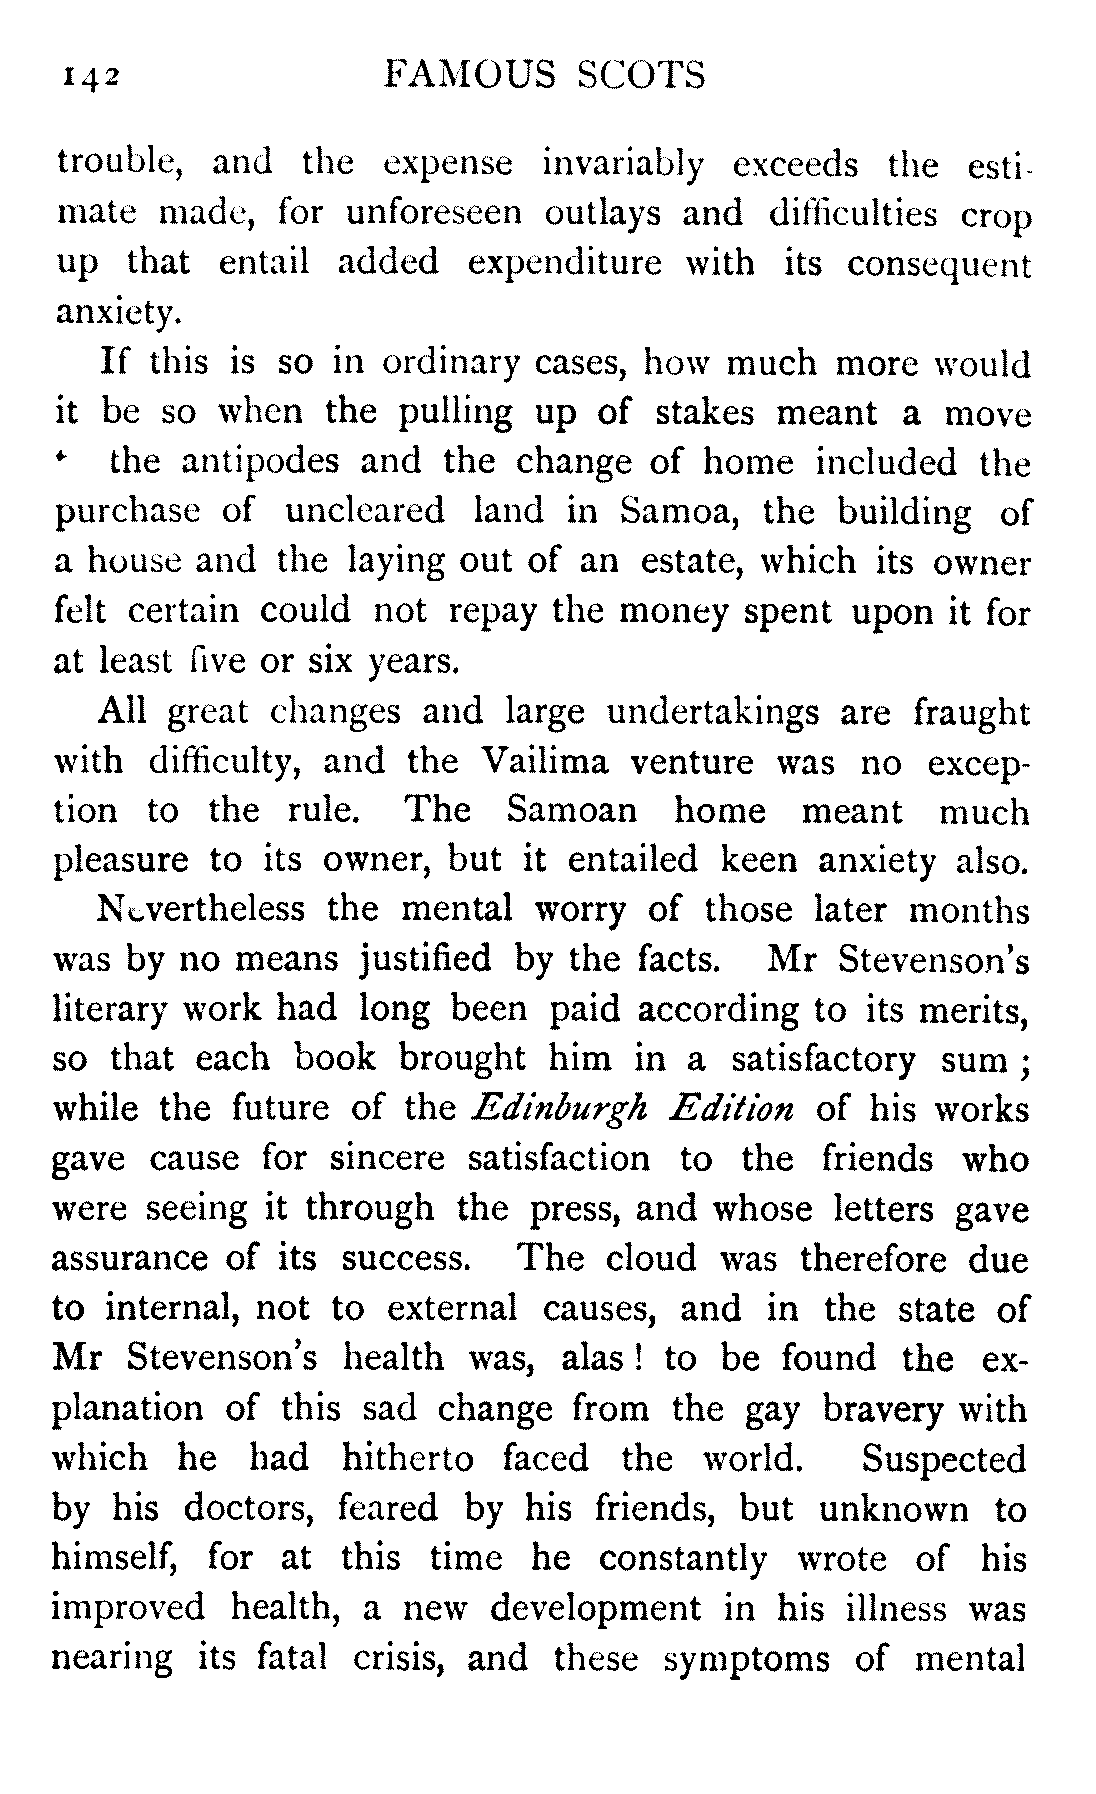 142 FAMOUS SCOTS
trouble, and the expense invariably exceeds the esti-
mate made, for unforeseen outlays and difficulties crop
up that entail added expenditure with its consequent
anxiety.
If this is so in ordinary cases, how much more would
it be so when the pulling up of stakes meant a move
the antipodes and the change of home included the
purchase of uncleared land in Samoa, the building of
a house and the laying out of an estate, which its owner
felt certain could not repay the money spent upon it for
at least five or six years.
All great changes and large undertakings are fraught
with difficulty, and the Vailima venture was no excep-
tion to the rule. The Samoan home meant much
pleasure to its owner, but it entailed keen anxiety also.
Nevertheless the mental worry of those later months
was by no means justified by the facts. Mr Stevenson's
literary work had long been paid according to its merits,
so that each book brought him in a satisfactory sum ;
while the future of the Edinburgh Edition of his works
gave cause for sincere satisfaction to the friends who
were seeing it through the press, and whose letters gave
assurance of its success. The cloud was therefore due
to internal, not to external causes, and in the state of
Mr Stevenson's health was, alas ! to be found the ex-
planation of this sad change from the gay bravery with
which he had hitherto faced the world. Suspected
by his doctors, feared by his friends, but unknown to
himself, for at this time he constantly wrote of his
improved health, a new development in his illness was
nearing its fatal crisis, and these symptoms of mental